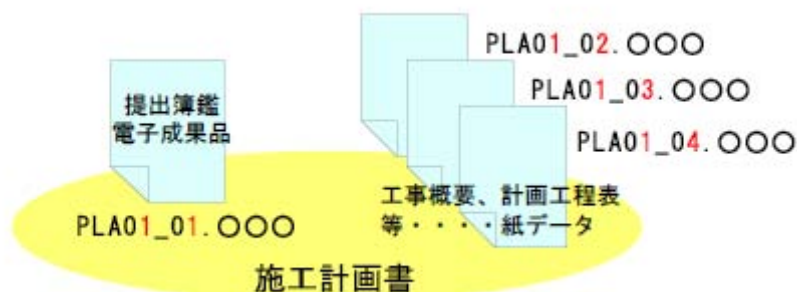 提出簿鑑
電子成果品
PLA01_01.○○○
PLA01_02.○○○
PLA01_03.○○○
PLA01_04.○○○
工事概要、計画工程表
等・・・・紙データ
施工計画書